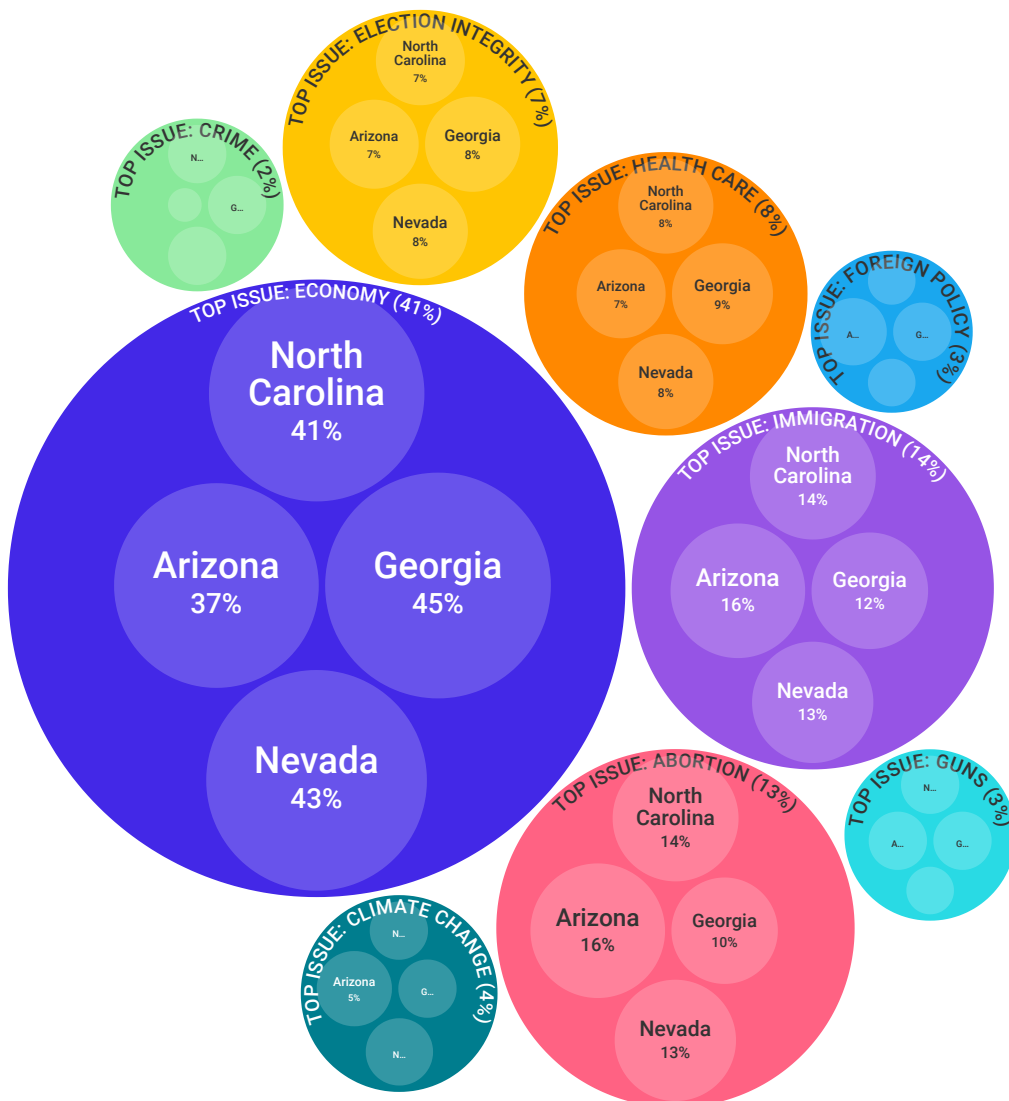 TOP ISSUE: ELECTION INTEGRITY (7%)
North
Carolina
7%
Arizona
7%
Georgia
8%
Nevada
8%
TOP ISSUE: CRIME (2%)
N...
G...
TOP ISSUE: HEALTH CARE (8%)
North
Carolina
8%
Arizona
7%
Georgia
9%
Nevada
8%
TOP ISSUE: FOREIGN POLICY (3%)
A...
G...
TOP ISSUE: ECONOMY (41%)
North
Carolina
41%
Arizona
37%
Georgia
45%
Nevada
43%
TOP ISSUE: IMMIGRATION (14%)
North
Carolina
14%
Arizona
16%
Georgia
12%
Nevada
13%
TOP ISSUE: ABORTION (13%)
North
Carolina
14%
Arizona
16%
Georgia
10%
Nevada
13%
TOP ISSUE: GUNS (3%)
N...
A...
G...
TOP ISSUE: CLIMATE CHANGE (4%)
N...
Arizona
5%
G...
N...